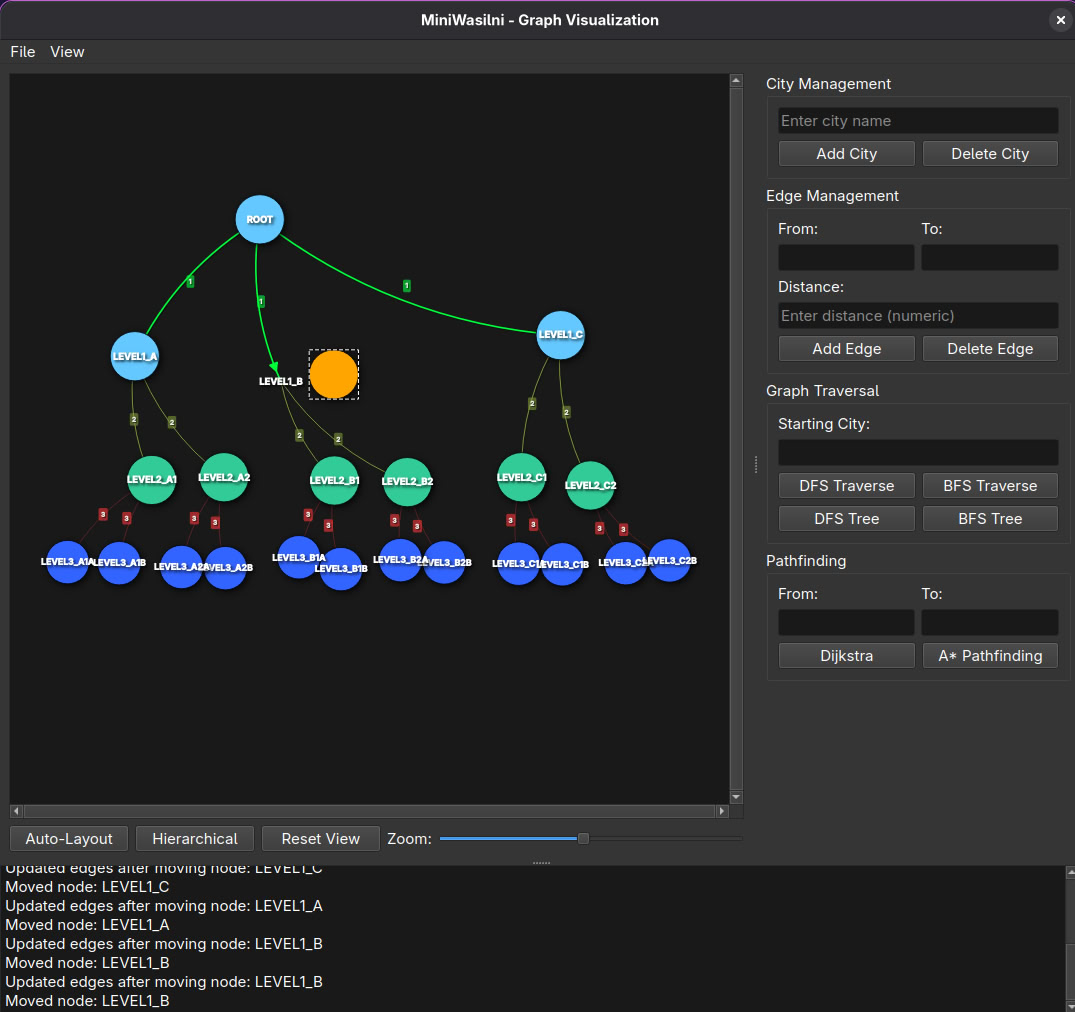 MiniWasilni - Graph Visualization
File View
City Management
Enter city name
Add City Delete City
Edge Management
From: To:
Distance:
Enter distance (numeric)
Add Edge Delete Edge
Graph Traversal
Starting City:
DFS Traverse BFS Traverse
DFS Tree BFS Tree
Pathfinding
From: To:
Dijkstra A* Pathfinding
ROOT
1 1 1
LEVEL1_A LEVEL1_B LEVEL1_C
2 2 2 2 2 2
LEVEL2_A1 LEVEL2_A2 LEVEL2_B1 LEVEL2_B2 LEVEL2_C1 LEVEL2_C2
3 3 3 3 3 3 3 3 3 3 3 3
LEVEL3_A1A LEVEL3_A1B LEVEL3_A2A LEVEL3_A2B LEVEL3_B1A LEVEL3_B1B LEVEL3_B2A LEVEL3_B2B LEVEL3_C1B LEVEL3_C2B
Auto-Layout Hierarchical Reset View Zoom:
Updated edges after moving node: LEVEL1_C
Moved node: LEVEL1_C
Updated edges after moving node: LEVEL1_A
Moved node: LEVEL1_A
Updated edges after moving node: LEVEL1_B
Moved node: LEVEL1_B
Updated edges after moving node: LEVEL1_B
Moved node: LEVEL1_B